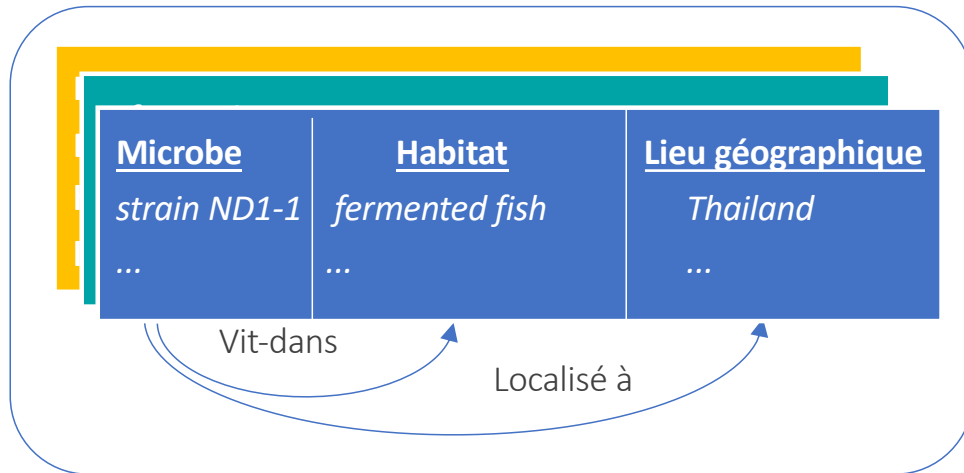 Microbe Habitat Lieu géographique
strain ND1-1 fermented fish Thailand
... ... ...
Vit-dans
Localisé à